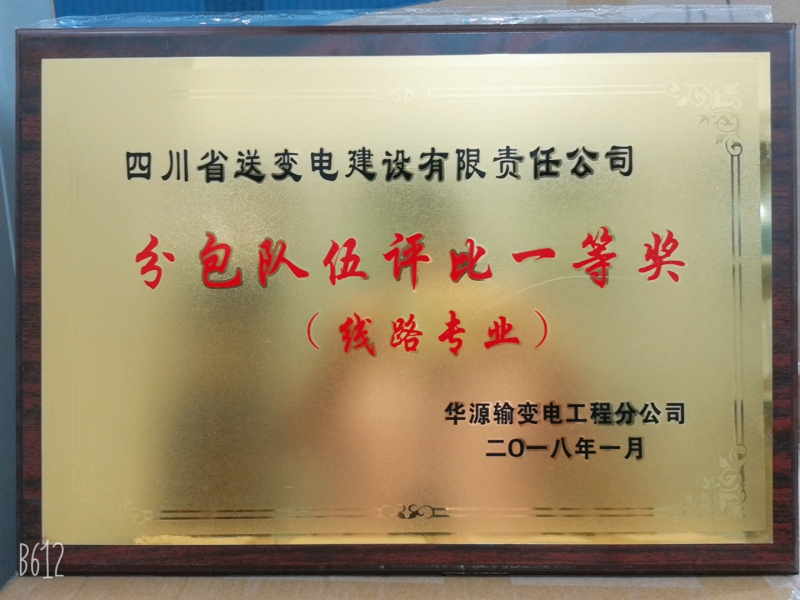 四川省送变电建设有限责任公司
分包队伍评比一等奖
（线路专业）
华源输变电工程分公司
二〇一八年一月
B612